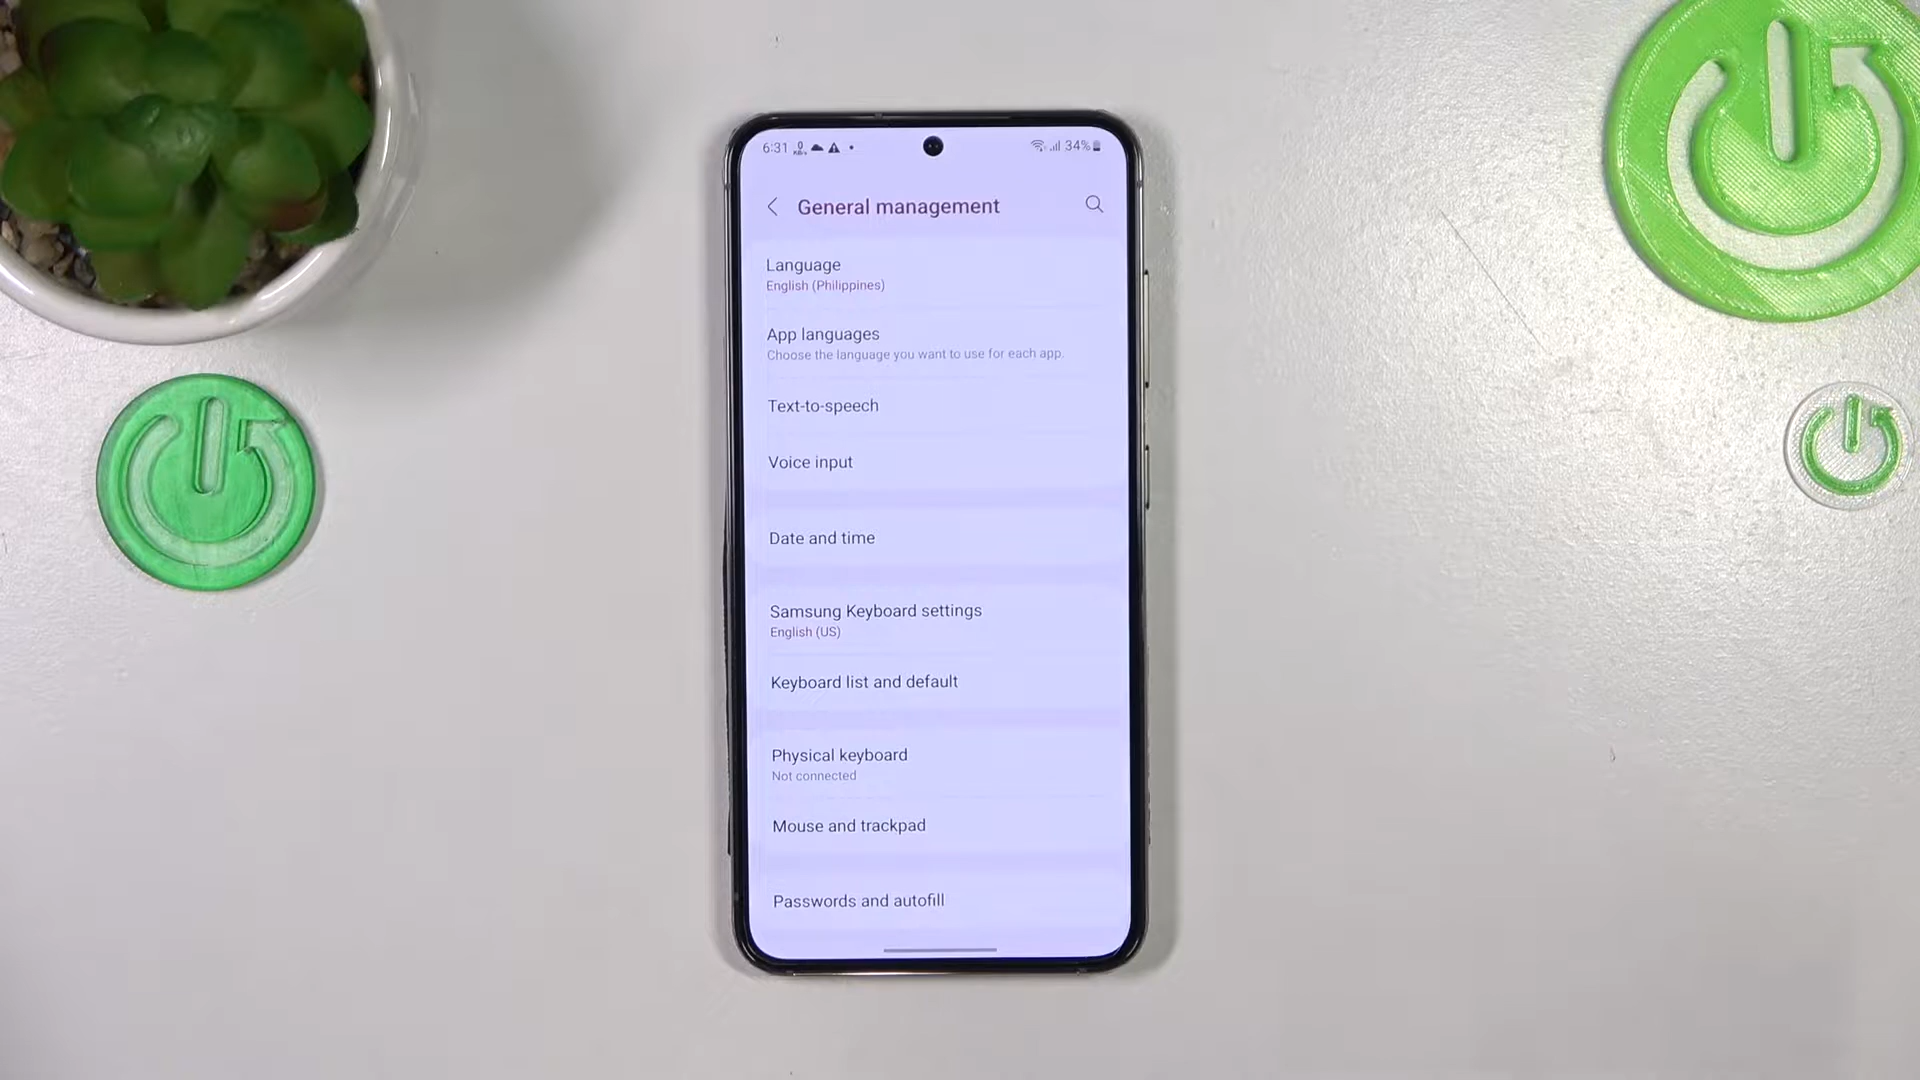 6:31 34%
General management
Language
English (Philippines)
App languages
Choose the language you want to use for each app.
Text-to-speech
Voice input
Date and time
Samsung Keyboard settings
English (US)
Keyboard list and default
Physical keyboard
Not connected
Mouse and trackpad
Passwords and autofill